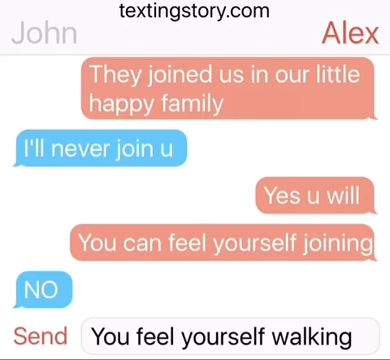 textingstory.com
John
Alex
They joined us in our little
happy family
I'll never join u
Yes u will
You can feel yourself joining
NO
Send
You feel yourself walking